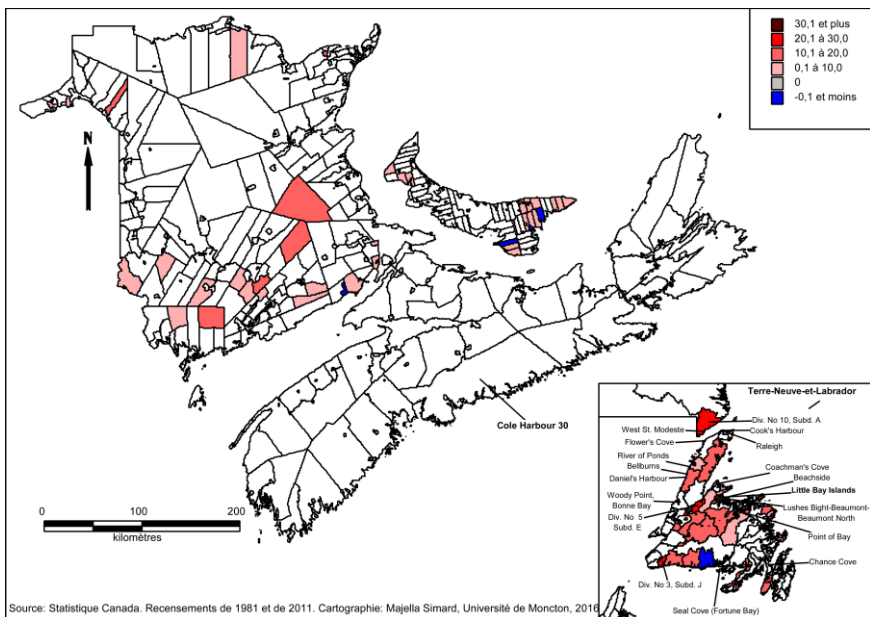 30,1 et plus
20,1 à 30,0
10,1 à 20,0
0,1 à 10,0
0
-0,1 et moins
N
Cole Harbour 30
0 100 200
kilomètres
Terre-Neuve-et-Labrador
Div. No 10, Subd. A
West St. Modeste
Cook's Harbour
Flower's Cove
Raleigh
River of Ponds
Bellburns
Coachman's Cove
Beachside
Daniel's Harbour
Little Bay Islands
Woody Point,
Bonne Bay
Lushes Bight-Beaumont-
Beaumont North
Div. No 5
Subd. E
Point of Bay
Chance Cove
Div. No 3, Subd. J
Seal Cove (Fortune Bay)
Source: Statistique Canada. Recensements de 1981 et de 2011. Cartographie: Majella Simard, Université de Moncton, 2016